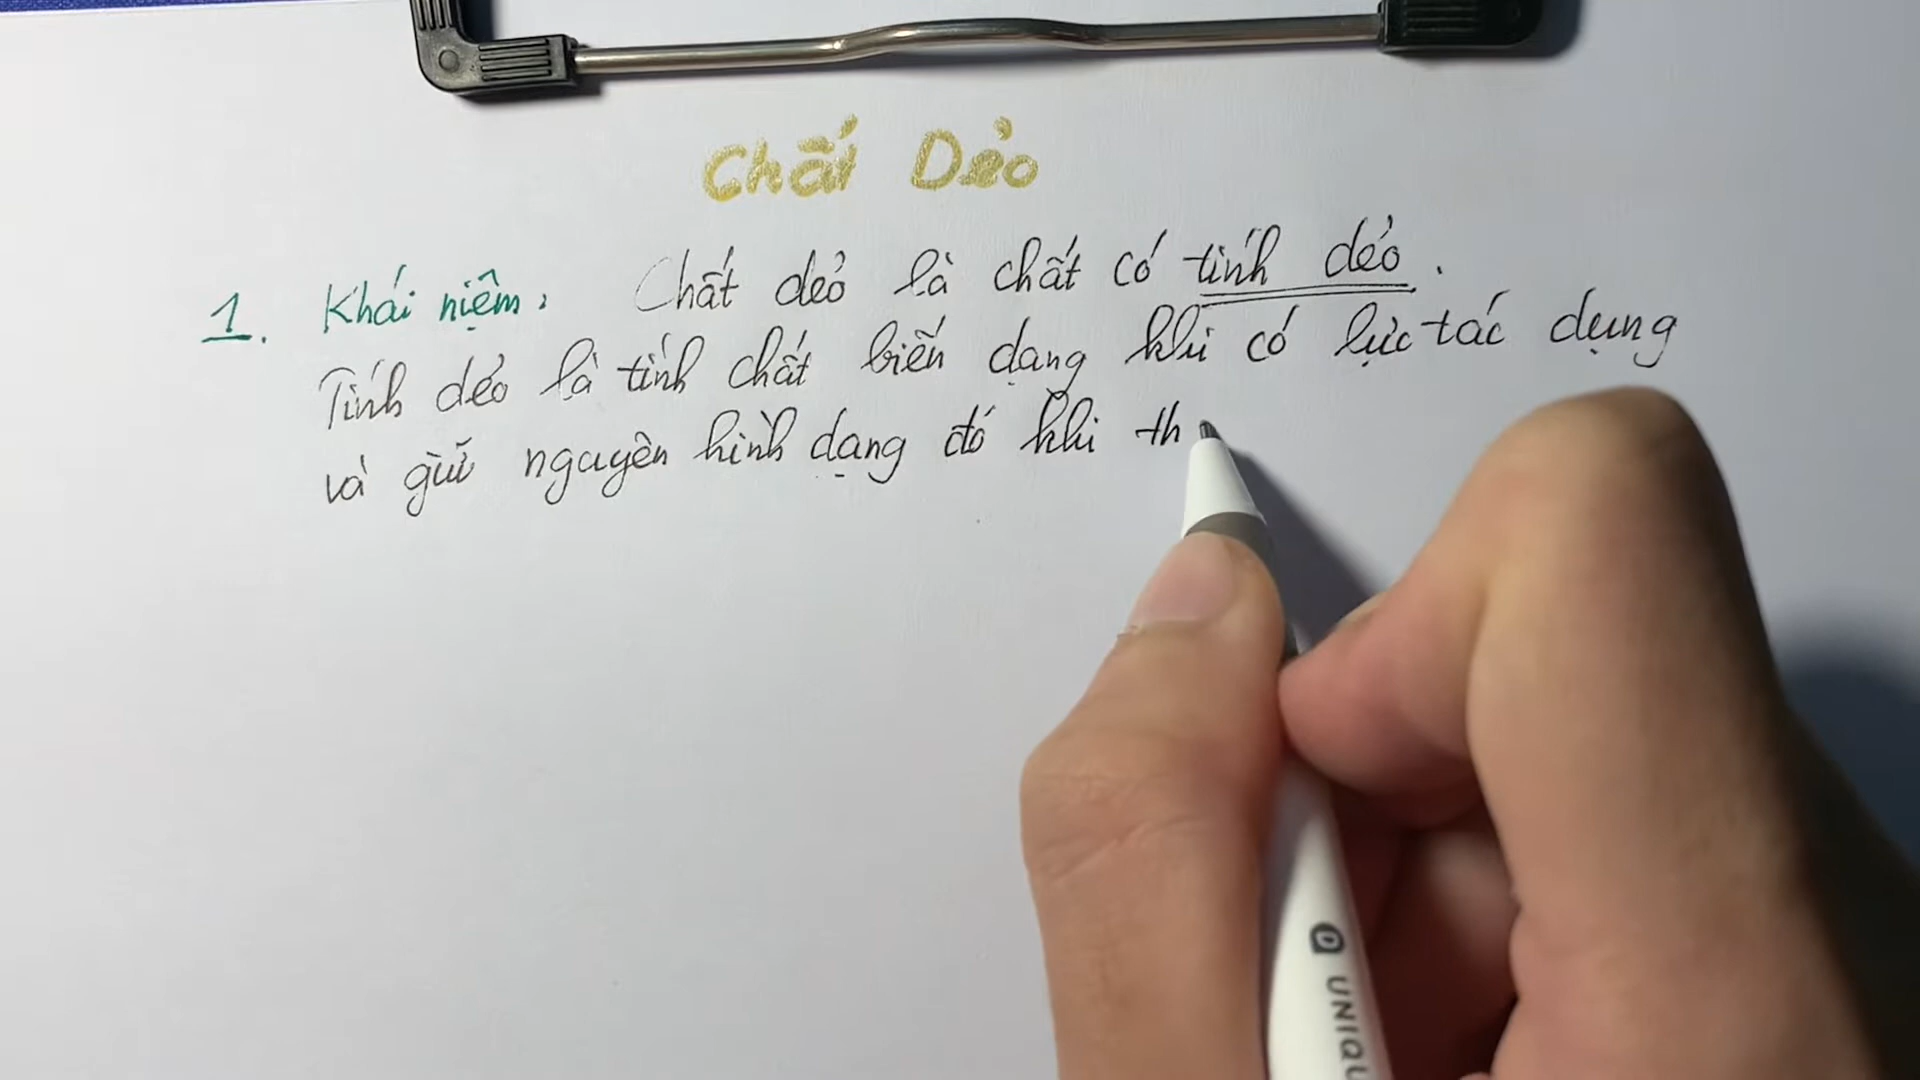 Chất Dẻo
1. Khái niệm: Chất dẻo là chất có tính dẻo.
Tính dẻo là tính chất biến dạng khi có lực tác dụng
và giữ nguyên hình dạng đó khi th
UNIQU